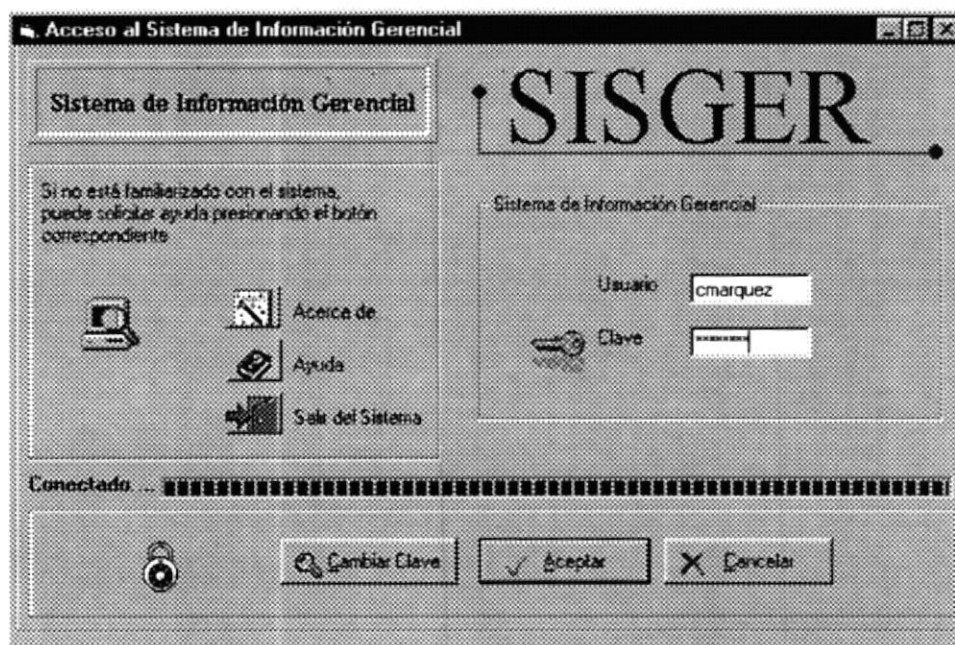 Acceso al Sistema de Información Gerencial
Sistema de Información Gerencial
SISGER
Si no está familiarizado con el sistema,
puede solicitar ayuda presionando el botón
correspondiente
Acerca de
Ayuda
Salir del Sistema
Sistema de Información Gerencial
Usuario
cmarquez
Clave
********
Conectado....
Cambiar Clave
Aceptar
Cancelar